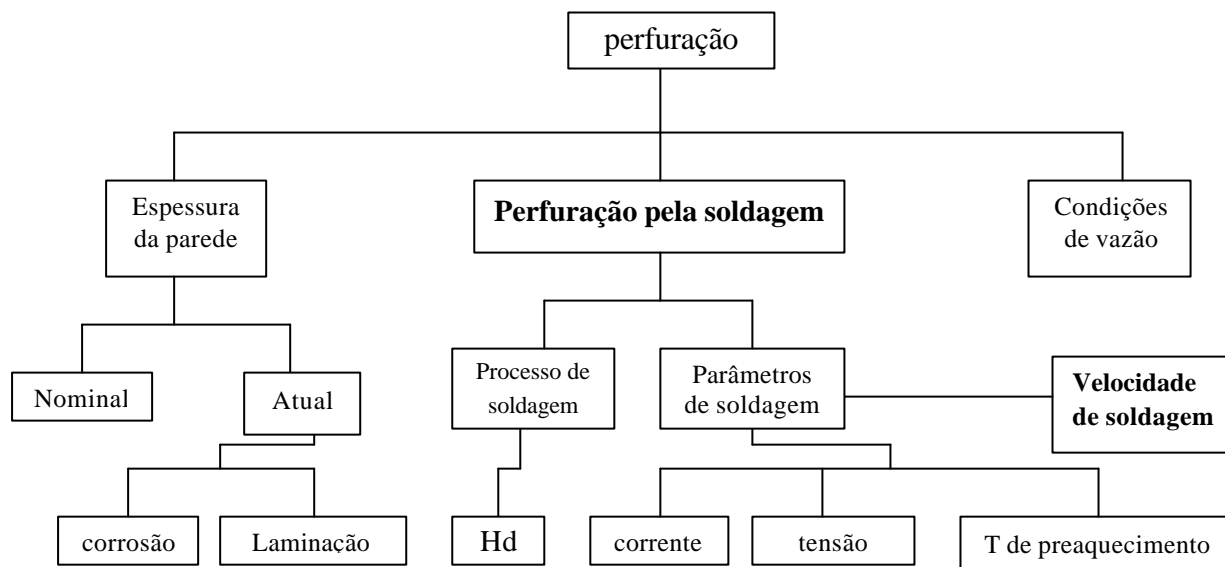 perfuração
Espessura
da parede
Perfuração pela soldagem
Condições
de vazão
Nominal
Atual
Processo de
soldagem
Parâmetros
de soldagem
Velocidade
de soldagem
corrosão
Laminação
Hd
corrente
tensão
T de preaquecimento